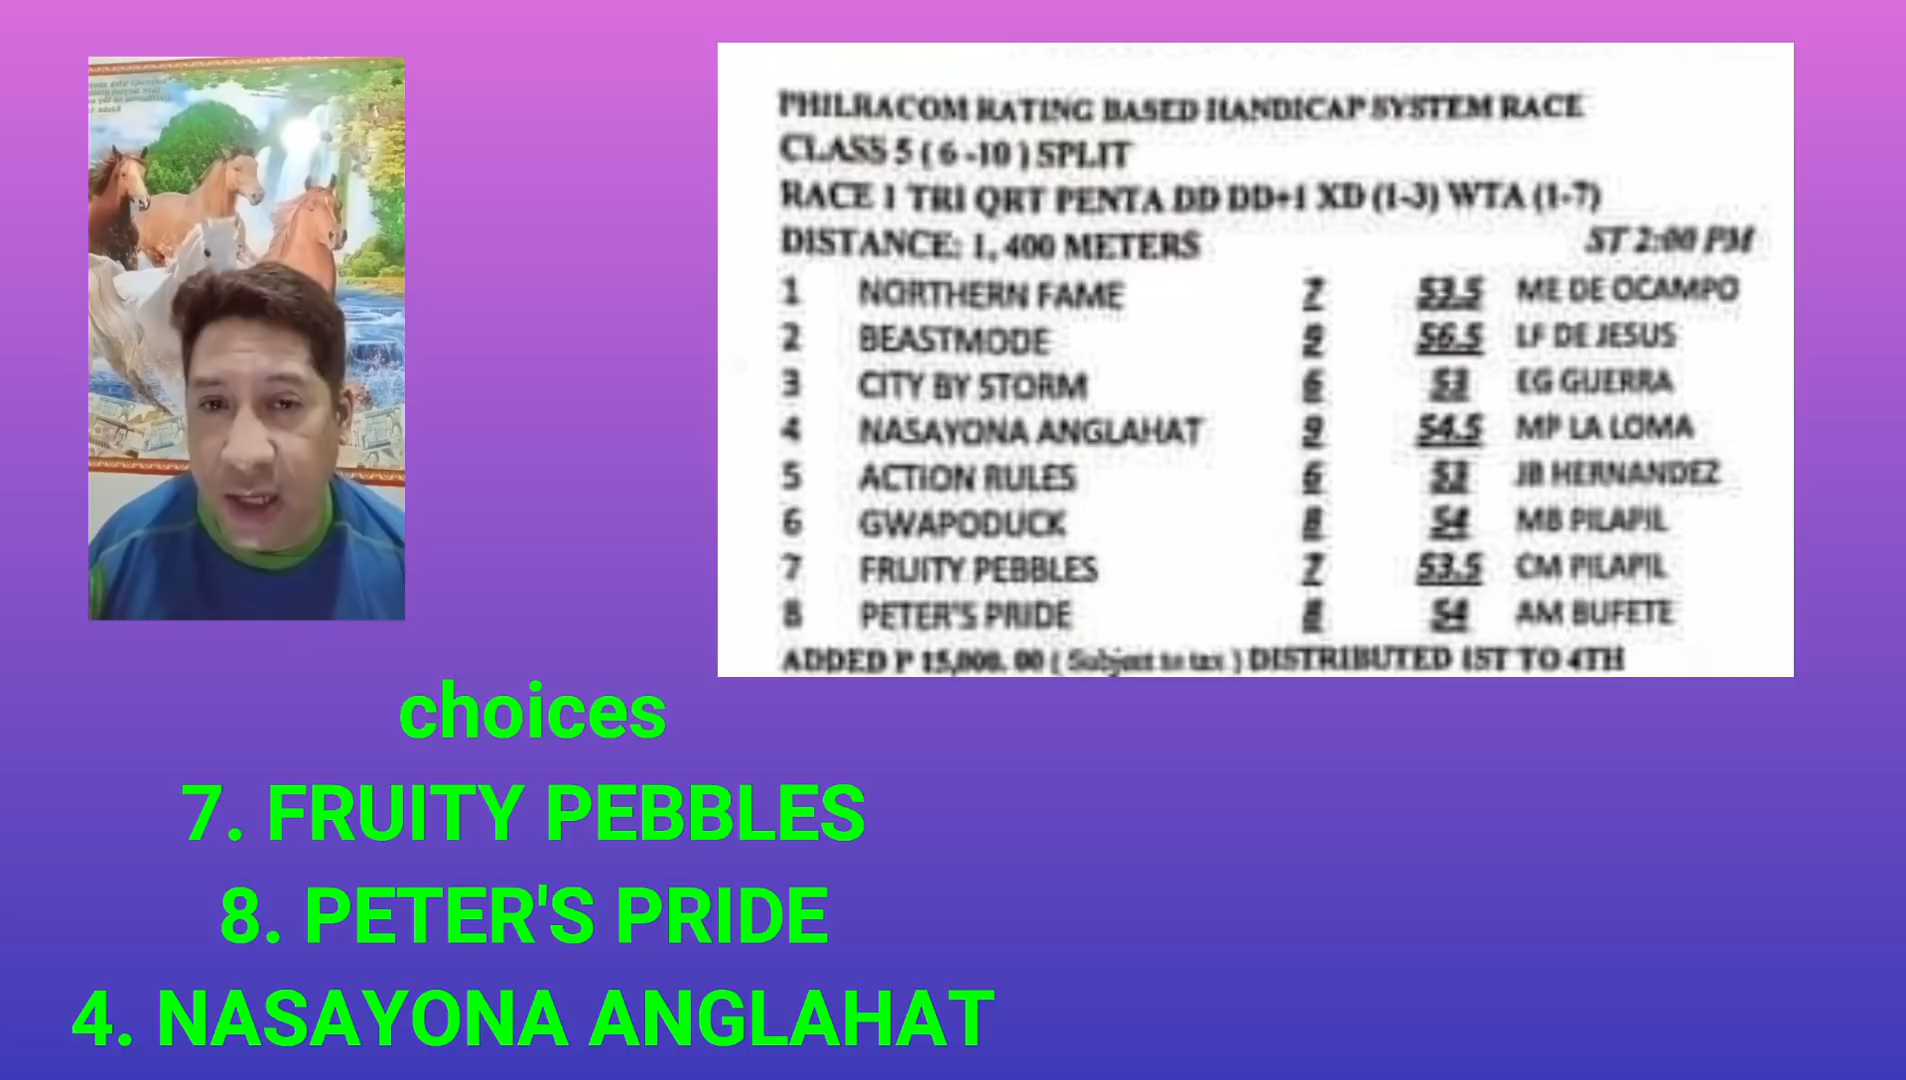 PHILRACOM RATING BASED HANDICAP SYSTEM RACE
CLASS 5 ( 6 -10 ) SPLIT
RACE 1 TRI QRT PENTA DD DD+1 XD (1-3) WTA (1-7)
DISTANCE: 1, 400 METERS ST 2:00 PM
1 NORTHERN FAME 7 53.5 ME DE OCAMPO
2 BEASTMODE 9 56.5 LF DE JESUS
3 CITY BY STORM 6 53 EG GUERRA
4 NASAYONA ANGLAHAT 9 54.5 MP LA LOMA
5 ACTION RULES 6 53 JB HERNANDEZ
6 GWAPODUCK 8 54 MB PILAPIL
7 FRUITY PEBBLES 7 53.5 CM PILAPIL
8 PETER'S PRIDE 8 54 AM BUFETE
ADDED P 15,000. 00 ( Subject to tax ) DISTRIBUTED 1ST TO 4TH
choices
7. FRUITY PEBBLES
8. PETER'S PRIDE
4. NASAYONA ANGLAHAT